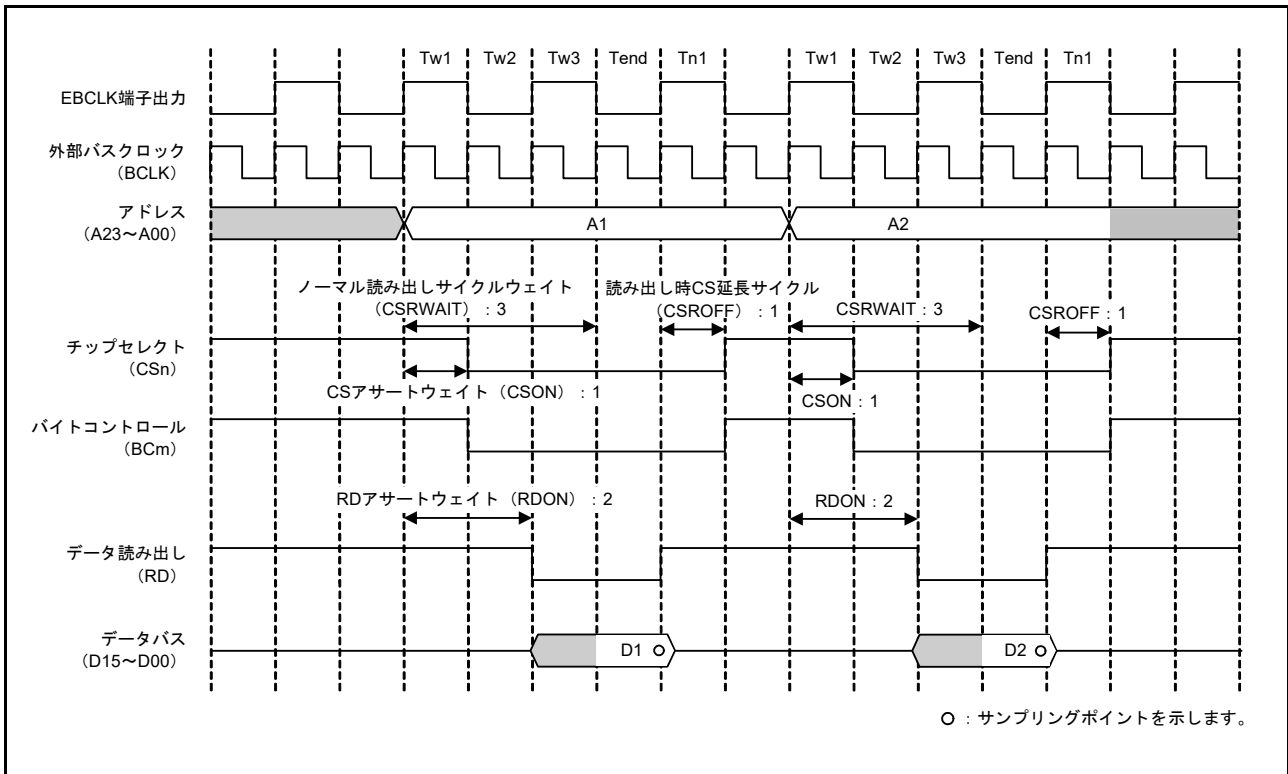 Tw1 Tw2 Tw3 Tend Tn1 Tw1 Tw2 Tw3 Tend Tn1
EBCLK端子出力
外部バスクロック
（BCLK）
アドレス
（A23～A00）
A1 A2
ノーマル読み出しサイクルウェイト
（CSRWAIT）：3
読み出し時CS延長サイクル
（CSROFF）：1
CSRWAIT：3
CSROFF：1
チップセレクト
（CSn）
CSアサートウェイト（CSON）：1
CSON：1
バイトコントロール
（BCm）
RDアサートウェイト（RDON）：2
RDON：2
データ読み出し
（RD）
データバス
（D15～D00）
D1 D2
：サンプリングポイントを示します。